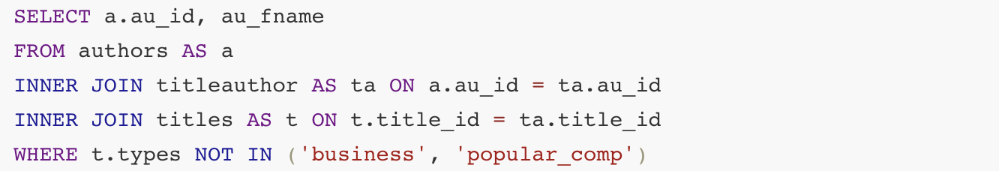 SELECT a.au_id, au_fname
FROM authors AS a
INNER JOIN titleauthor AS ta ON a.au_id = ta.au_id
INNER JOIN titles AS t ON t.title_id = ta.title_id
WHERE t.types NOT IN ('business', 'popular_comp')